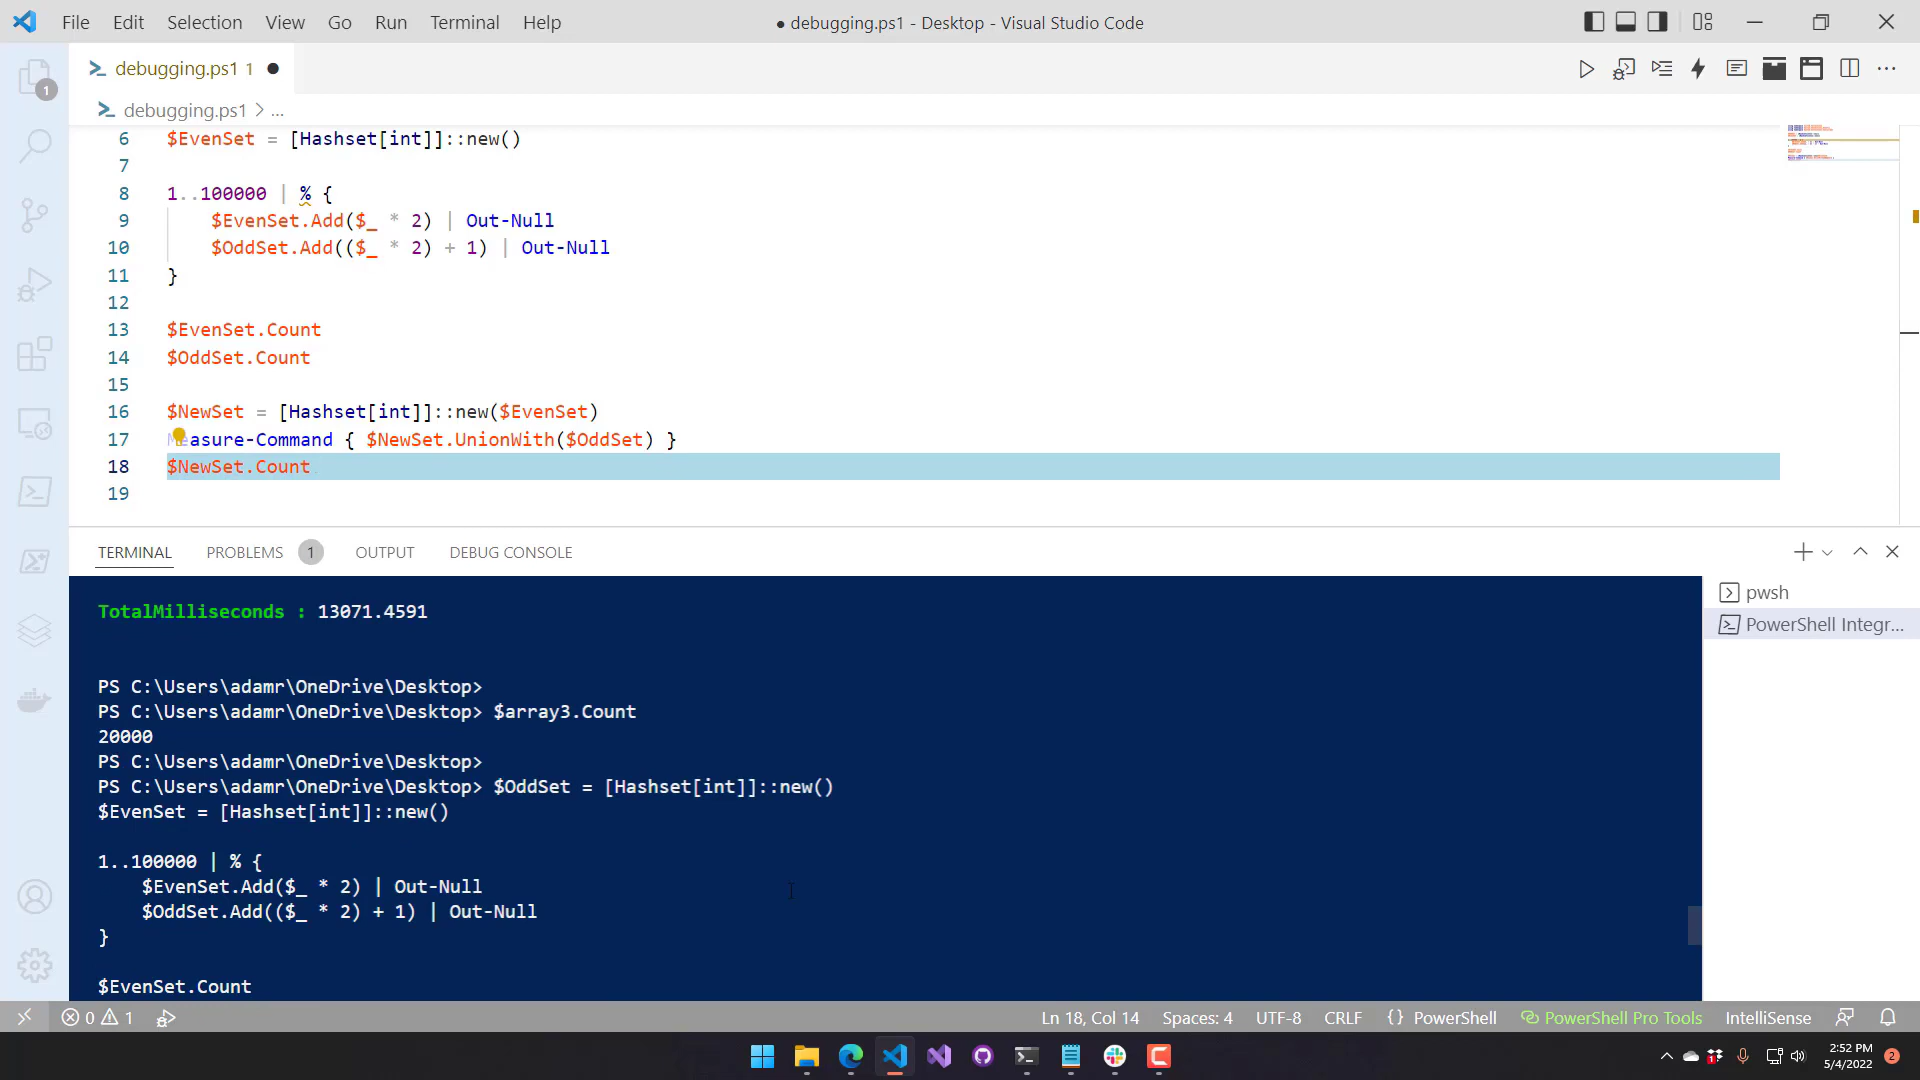 File Edit Selection View Go Run Terminal Help
● debugging.ps1 - Desktop - Visual Studio Code
1
debugging.ps1 1 ●
debugging.ps1 > ...
6 $EvenSet = [Hashset[int]]::new()
7
8 1..100000 | % {
9 $EvenSet.Add($_ * 2) | Out-Null
10 $OddSet.Add(($_ * 2) + 1) | Out-Null
11 }
12
13 $EvenSet.Count
14 $OddSet.Count
15
16 $NewSet = [Hashset[int]]::new($EvenSet)
17 Measure-Command { $NewSet.UnionWith($OddSet) }
18 $NewSet.Count
19
TERMINAL PROBLEMS 1 OUTPUT DEBUG CONSOLE
TotalMilliseconds : 13071.4591
PS C:\Users\adamr\OneDrive\Desktop>
PS C:\Users\adamr\OneDrive\Desktop> $array3.Count
20000
PS C:\Users\adamr\OneDrive\Desktop>
PS C:\Users\adamr\OneDrive\Desktop> $OddSet = [Hashset[int]]::new()
$EvenSet = [Hashset[int]]::new()
1..100000 | % {
$EvenSet.Add($_ * 2) | Out-Null
$OddSet.Add(($_ * 2) + 1) | Out-Null
}
$EvenSet.Count
pwsh
PowerShell Integr...
0 1
Ln 18, Col 14 Spaces: 4 UTF-8 CRLF {} PowerShell PowerShell Pro Tools IntelliSense
2:52 PM
5/4/2022
2